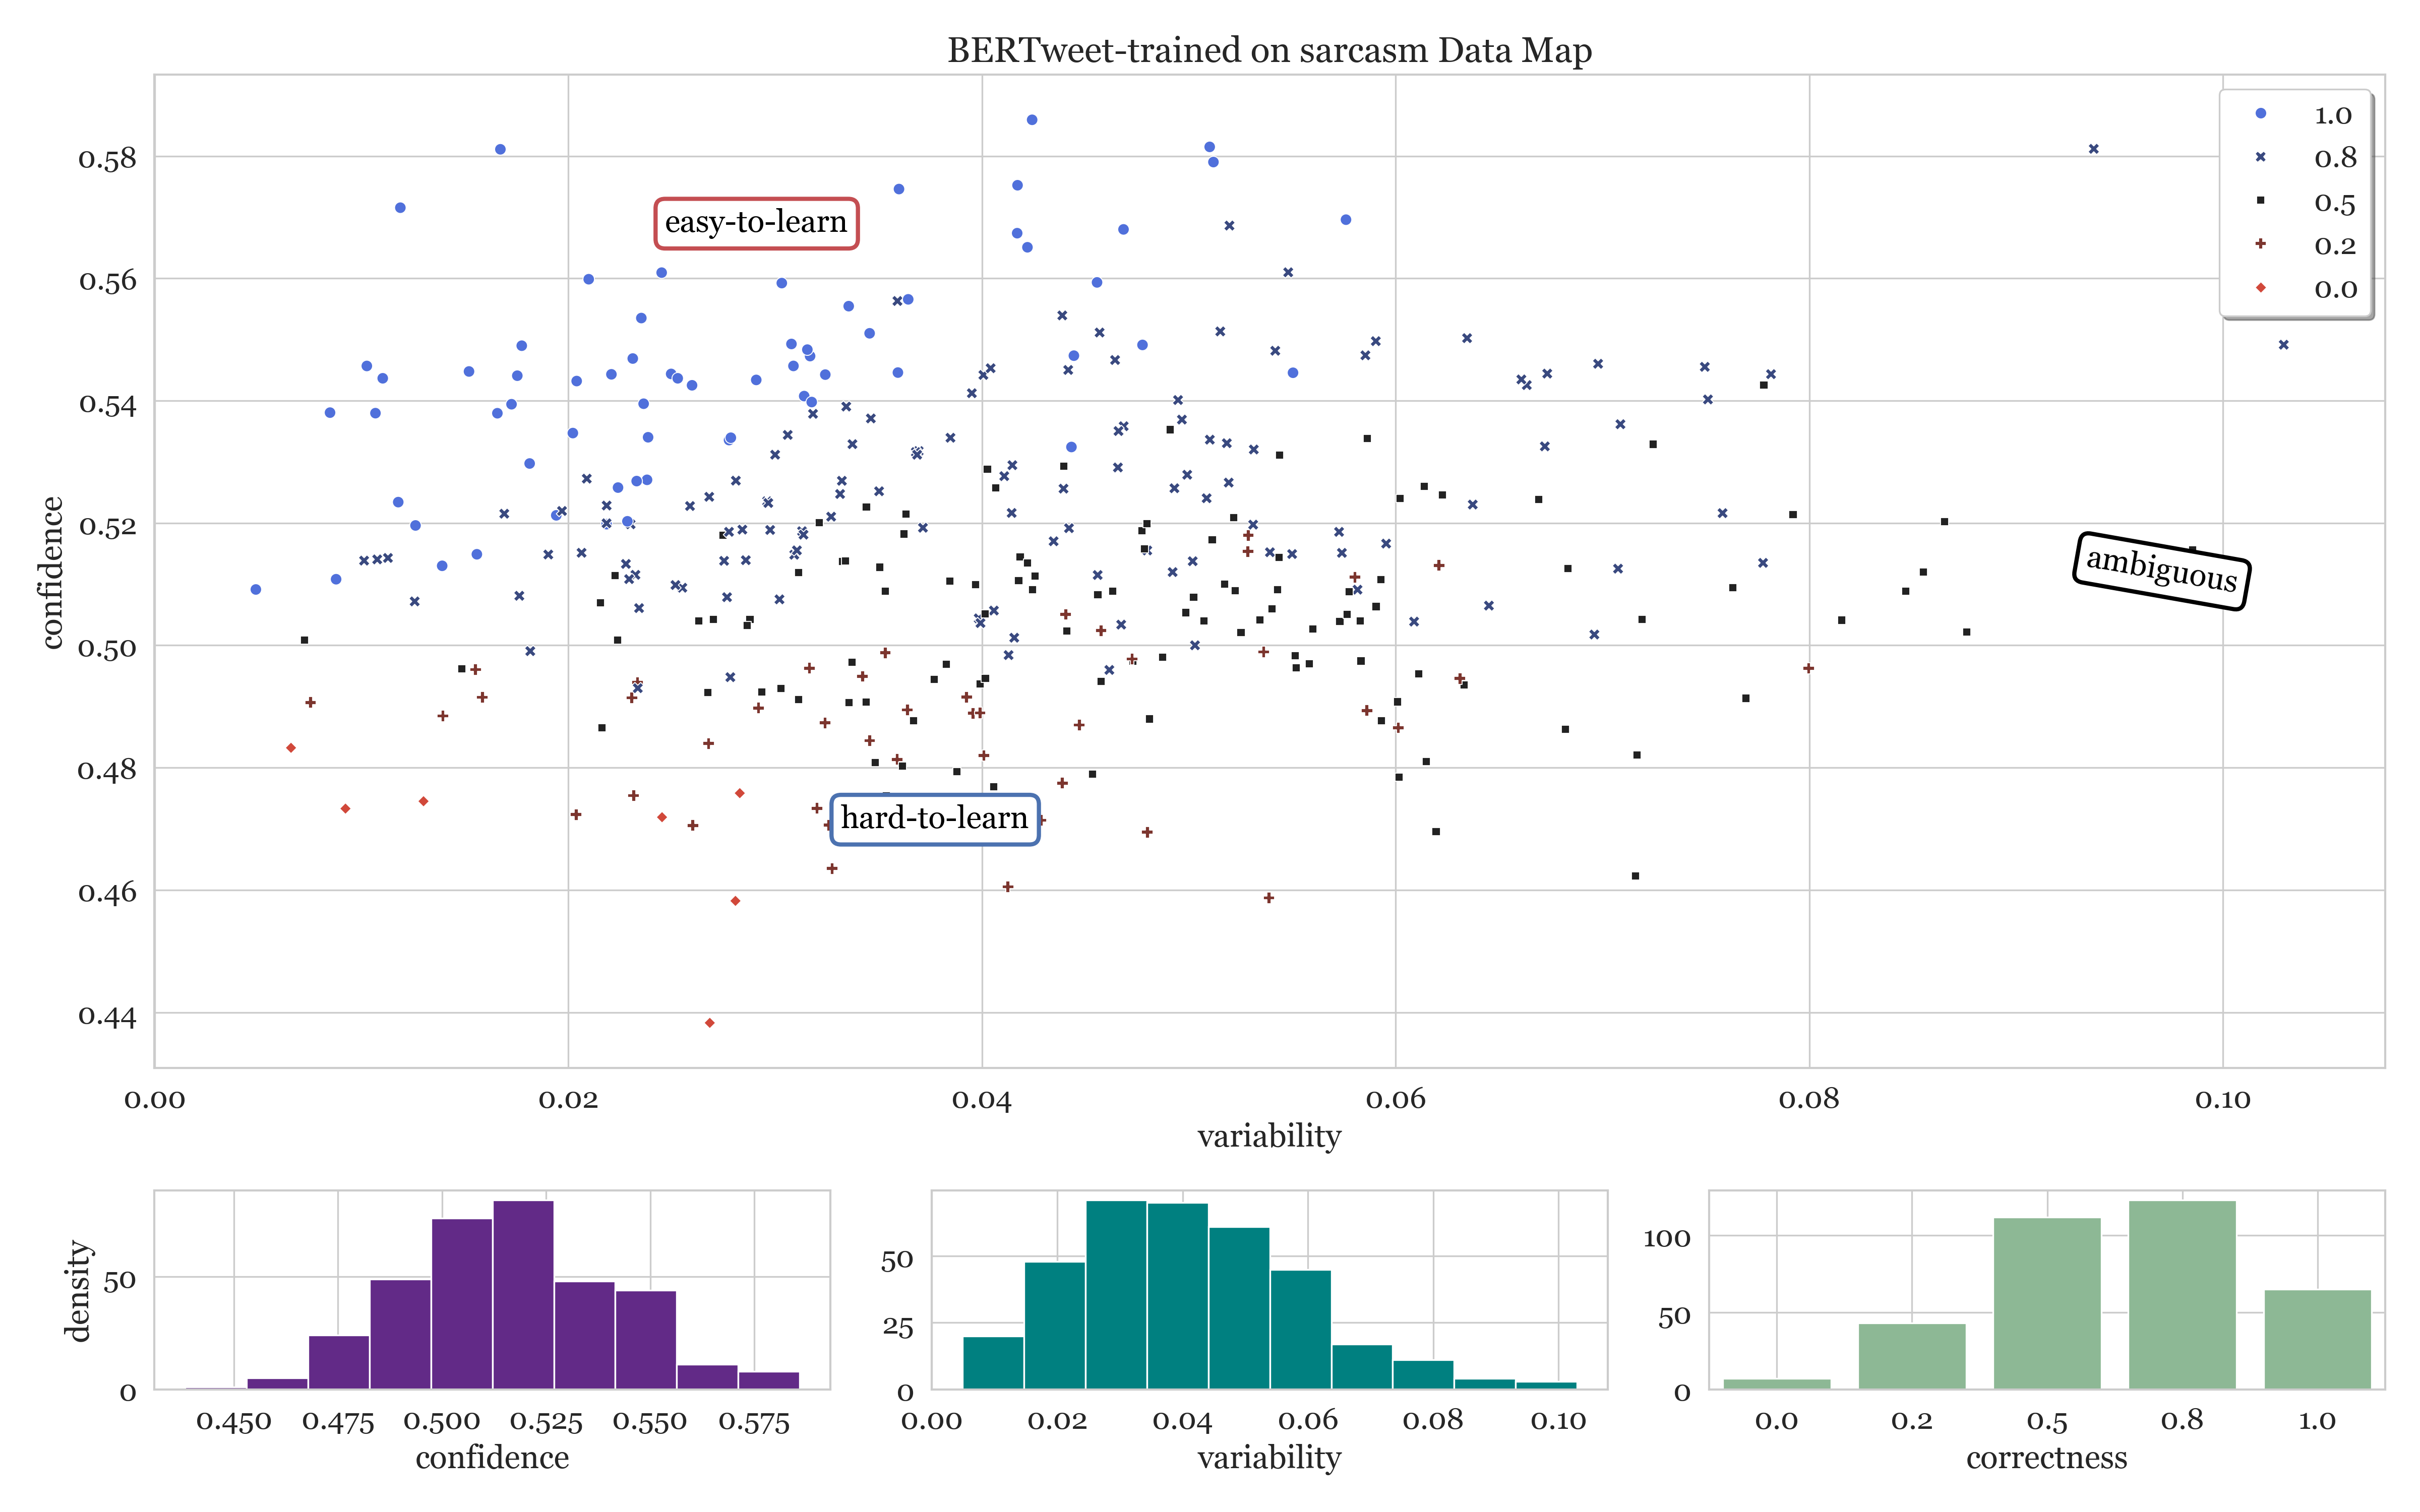 BERTweet-trained on sarcasm Data Map
1.0
0.8
0.5
0.2
0.0
easy-to-learn
ambiguous
hard-to-learn
confidence
0.58
0.56
0.54
0.52
0.50
0.48
0.46
0.44
0.00 0.02 0.04 0.06 0.08 0.10
variability
density
50
0
0.450 0.475 0.500 0.525 0.550 0.575
confidence
50
25
0
0.00 0.02 0.04 0.06 0.08 0.10
variability
100
50
0
0.0 0.2 0.5 0.8 1.0
correctness